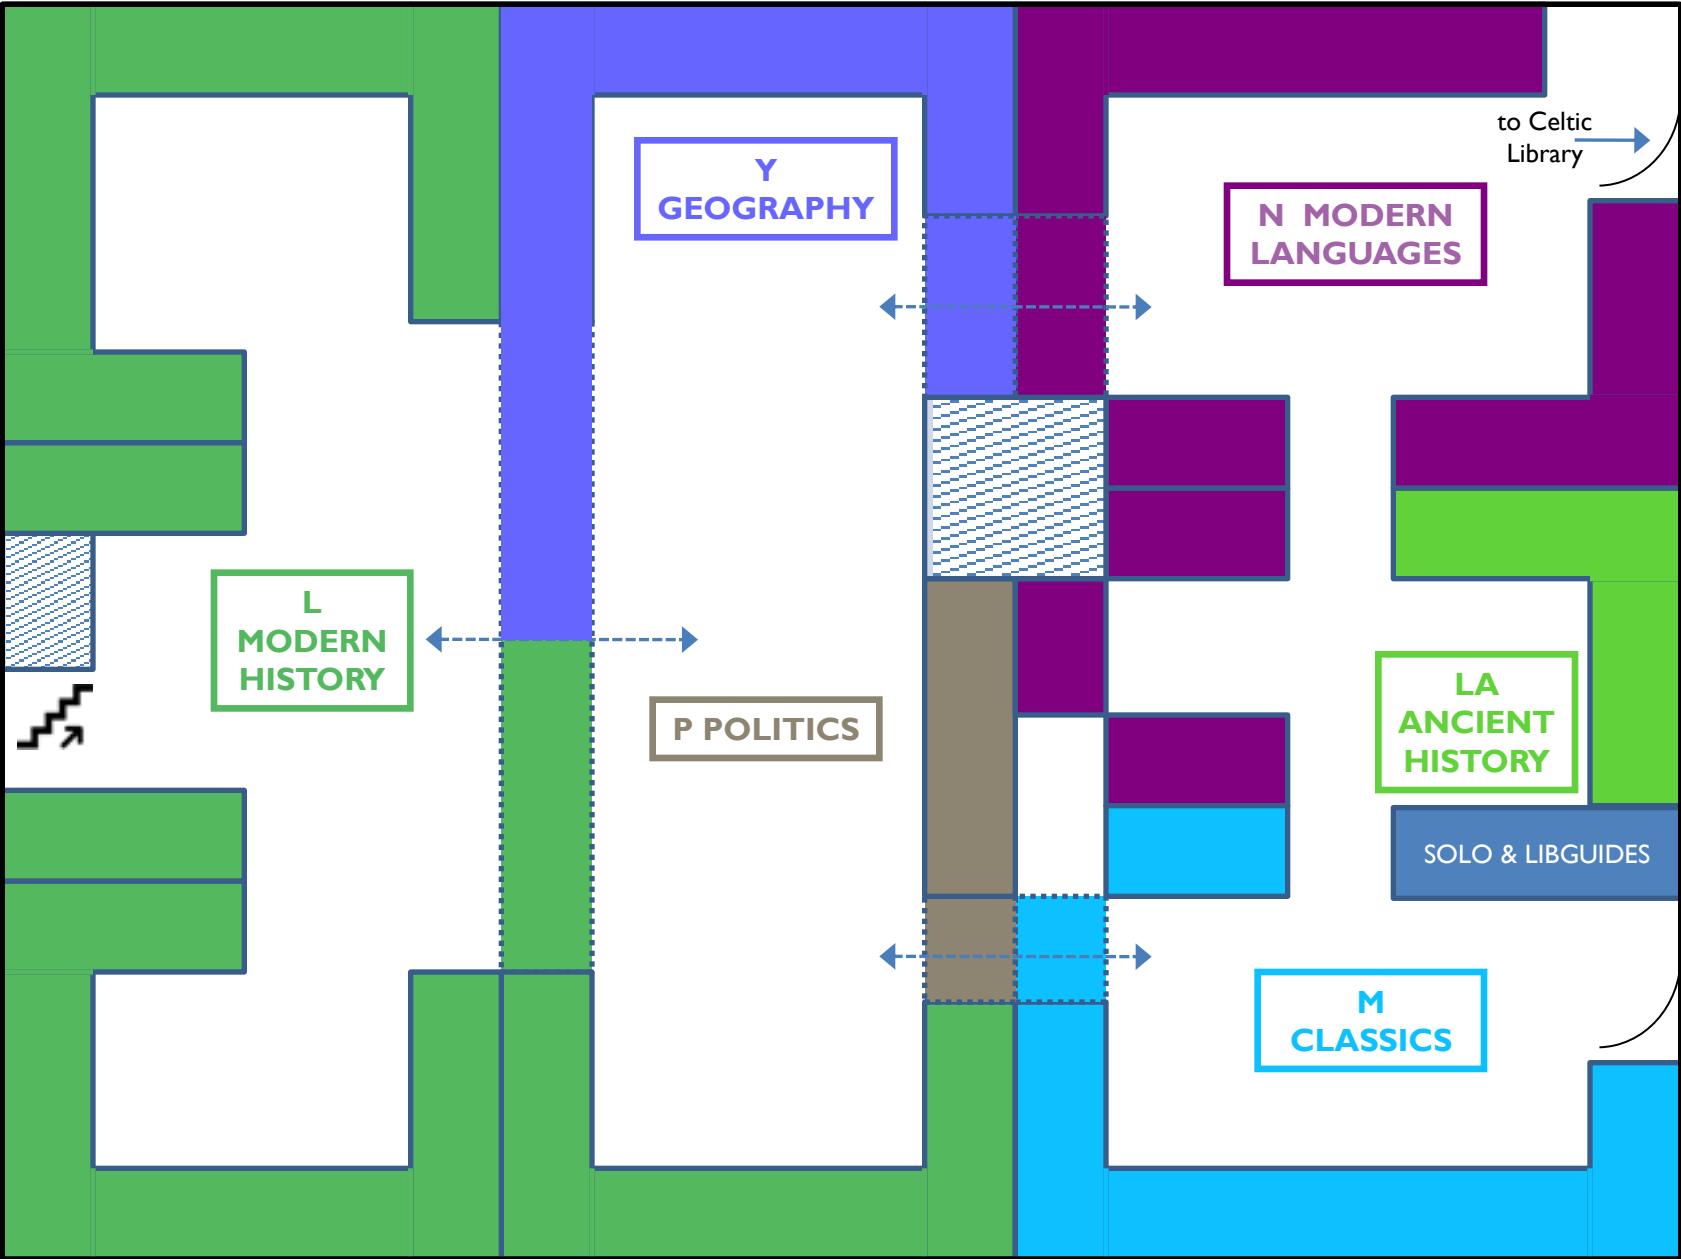 to Celtic
Library
Y
GEOGRAPHY
N MODERN
LANGUAGES
L
MODERN
HISTORY
P POLITICS
LA
ANCIENT
HISTORY
SOLO & LIBGUIDES
M
CLASSICS